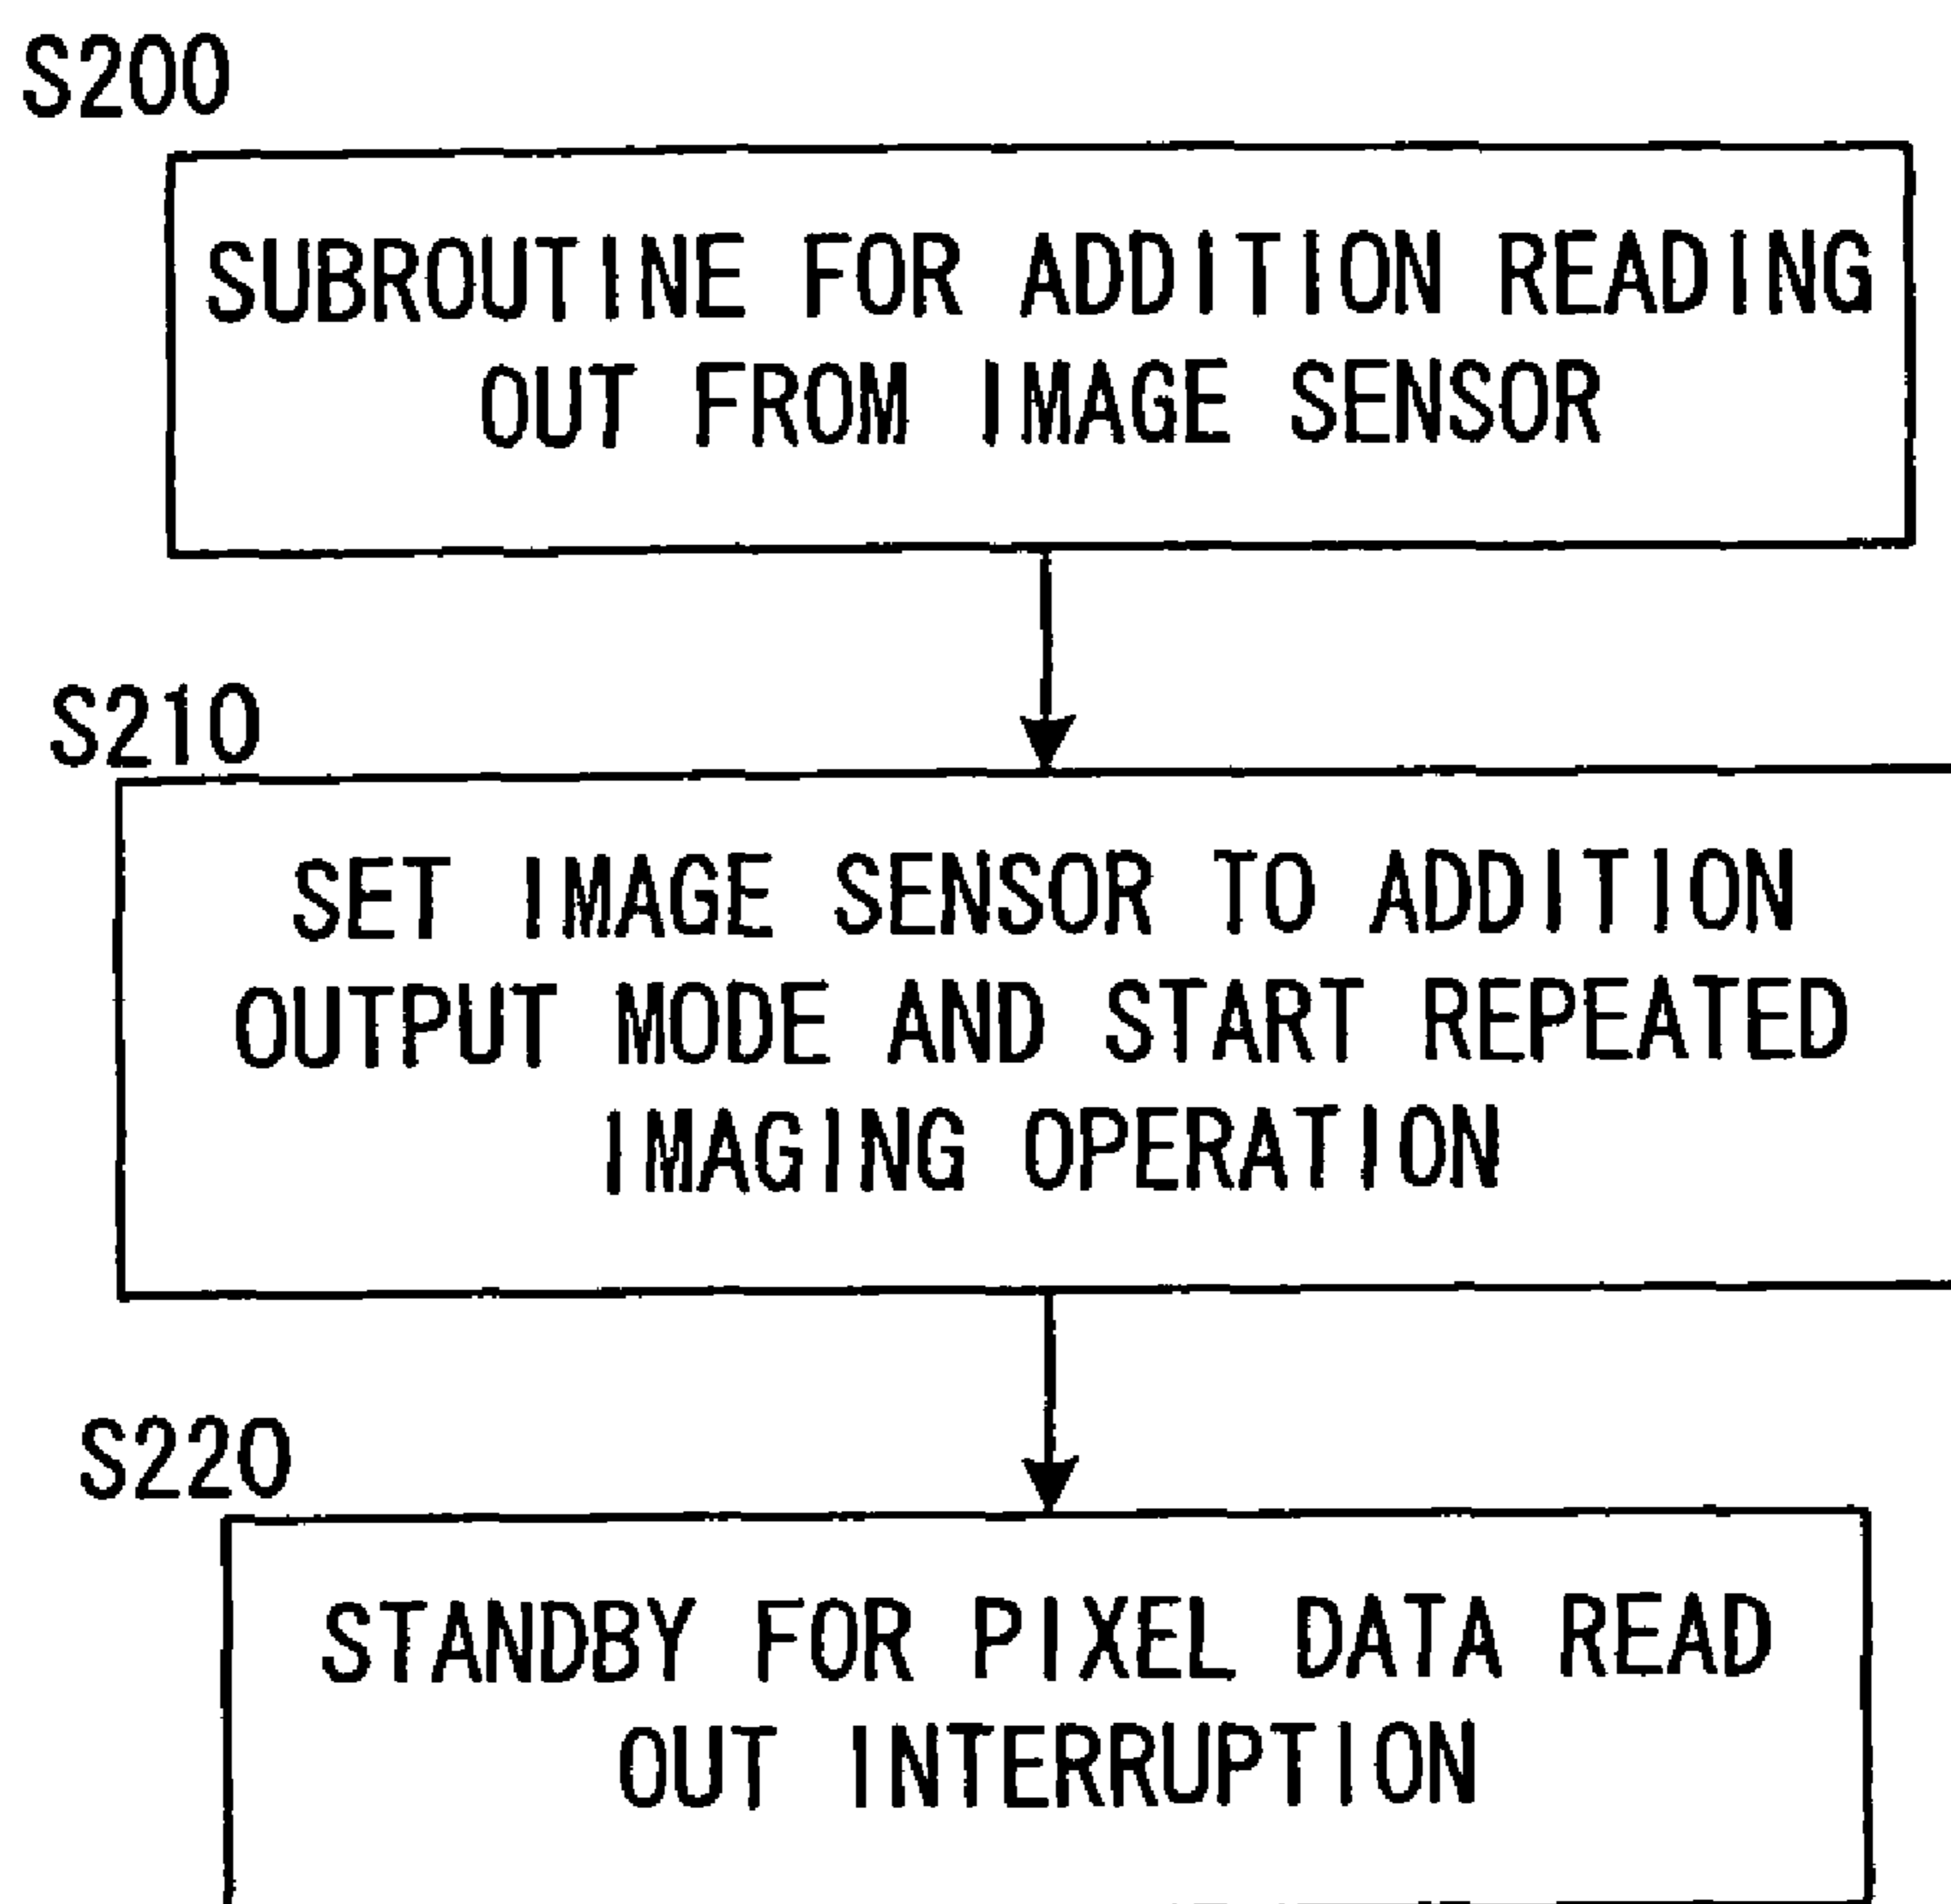 S200
SUBROUTINE FOR ADDITION READING
OUT FROM IMAGE SENSOR
S210
SET IMAGE SENSOR TO ADDITION
OUTPUT MODE AND START REPEATED
IMAGING OPERATION
S220
STANDBY FOR PIXEL DATA READ
OUT INTERRUPTION